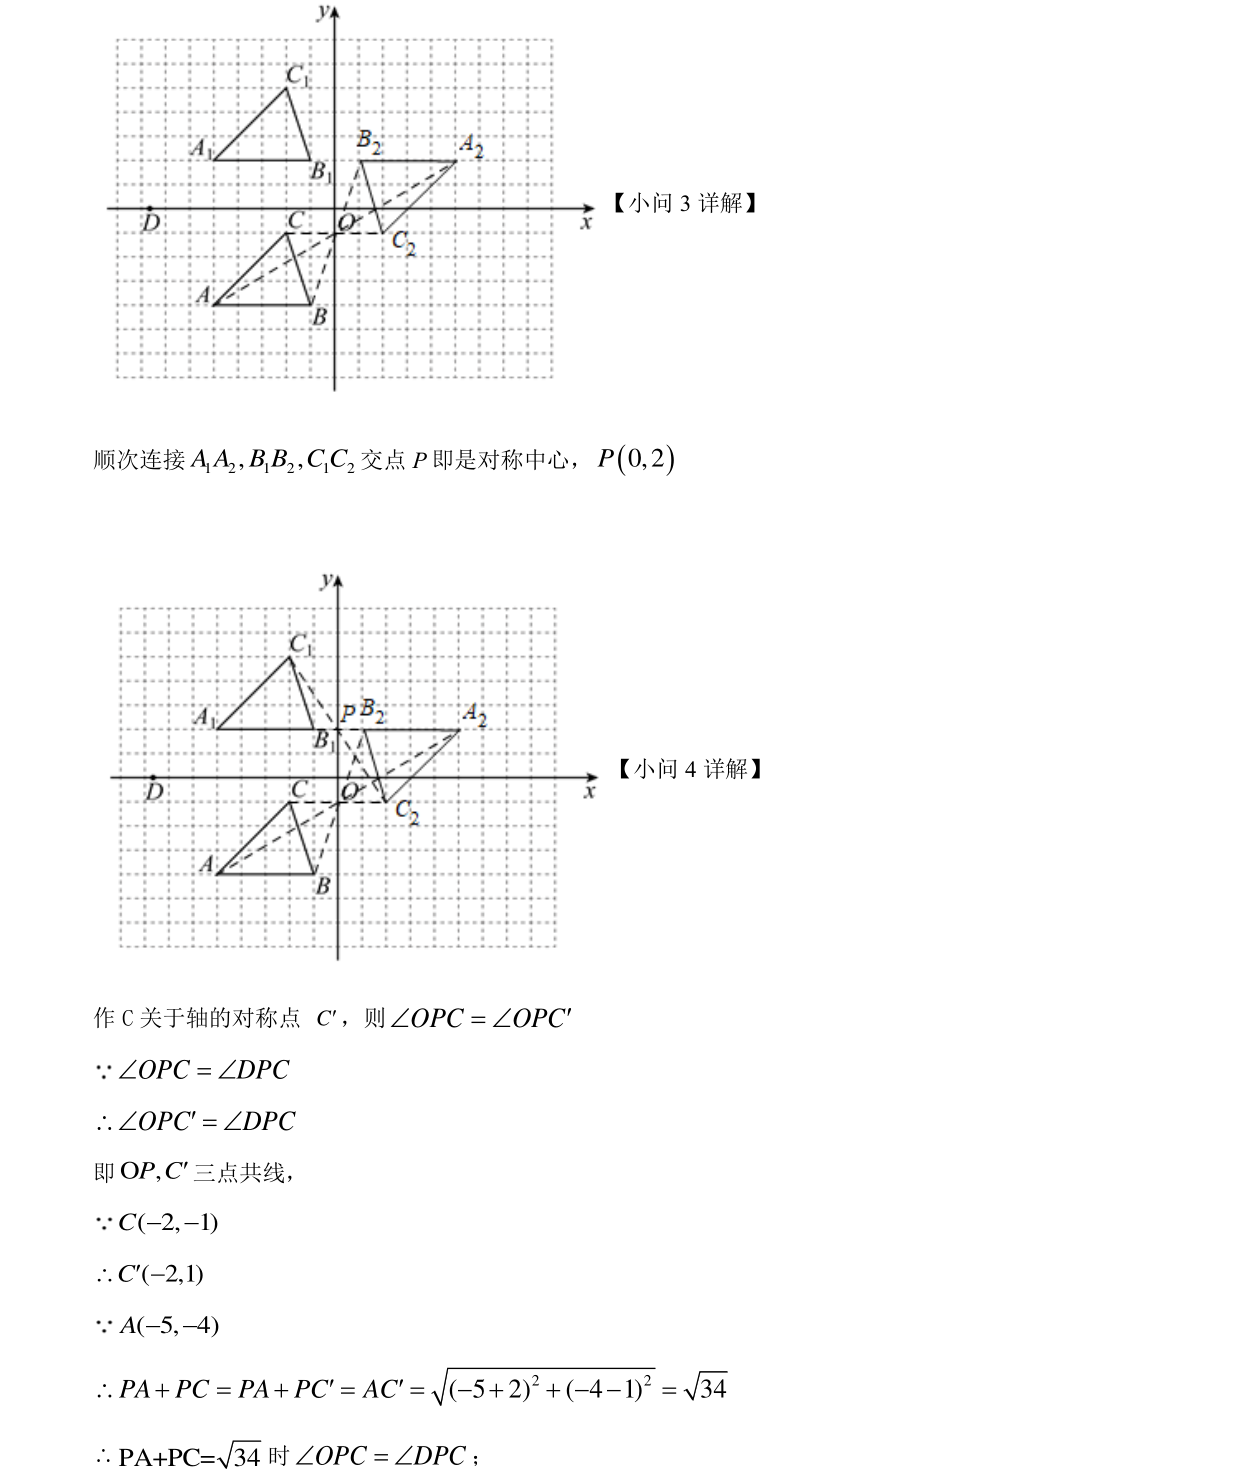 y
C₁
A₁
B₁
B₂
A₂
D
C
O
C₂
x
【小问 3 详解】
A
B
顺次连接 A₁A₂, B₁B₂, C₁C₂ 交点 P 即是对称中心， P(0,2)
y
C₁
A₁
B₁
P
B₂
A₂
【小问 4 详解】
D
C
O
C₂
x
A
B
作 C 关于轴的对称点 C′，则∠OPC = ∠OPC′
∵∠OPC = ∠DPC
∴∠OPC′ = ∠DPC
即 OP, C′ 三点共线，
∵C(−2,−1)
∴C′(−2,1)
∵A(−5,−4)
∴PA + PC = PA + PC′ = AC′ = √((−5+2)² + (−4−1)²) = √34
∴PA+PC=√34 时∠OPC = ∠DPC；